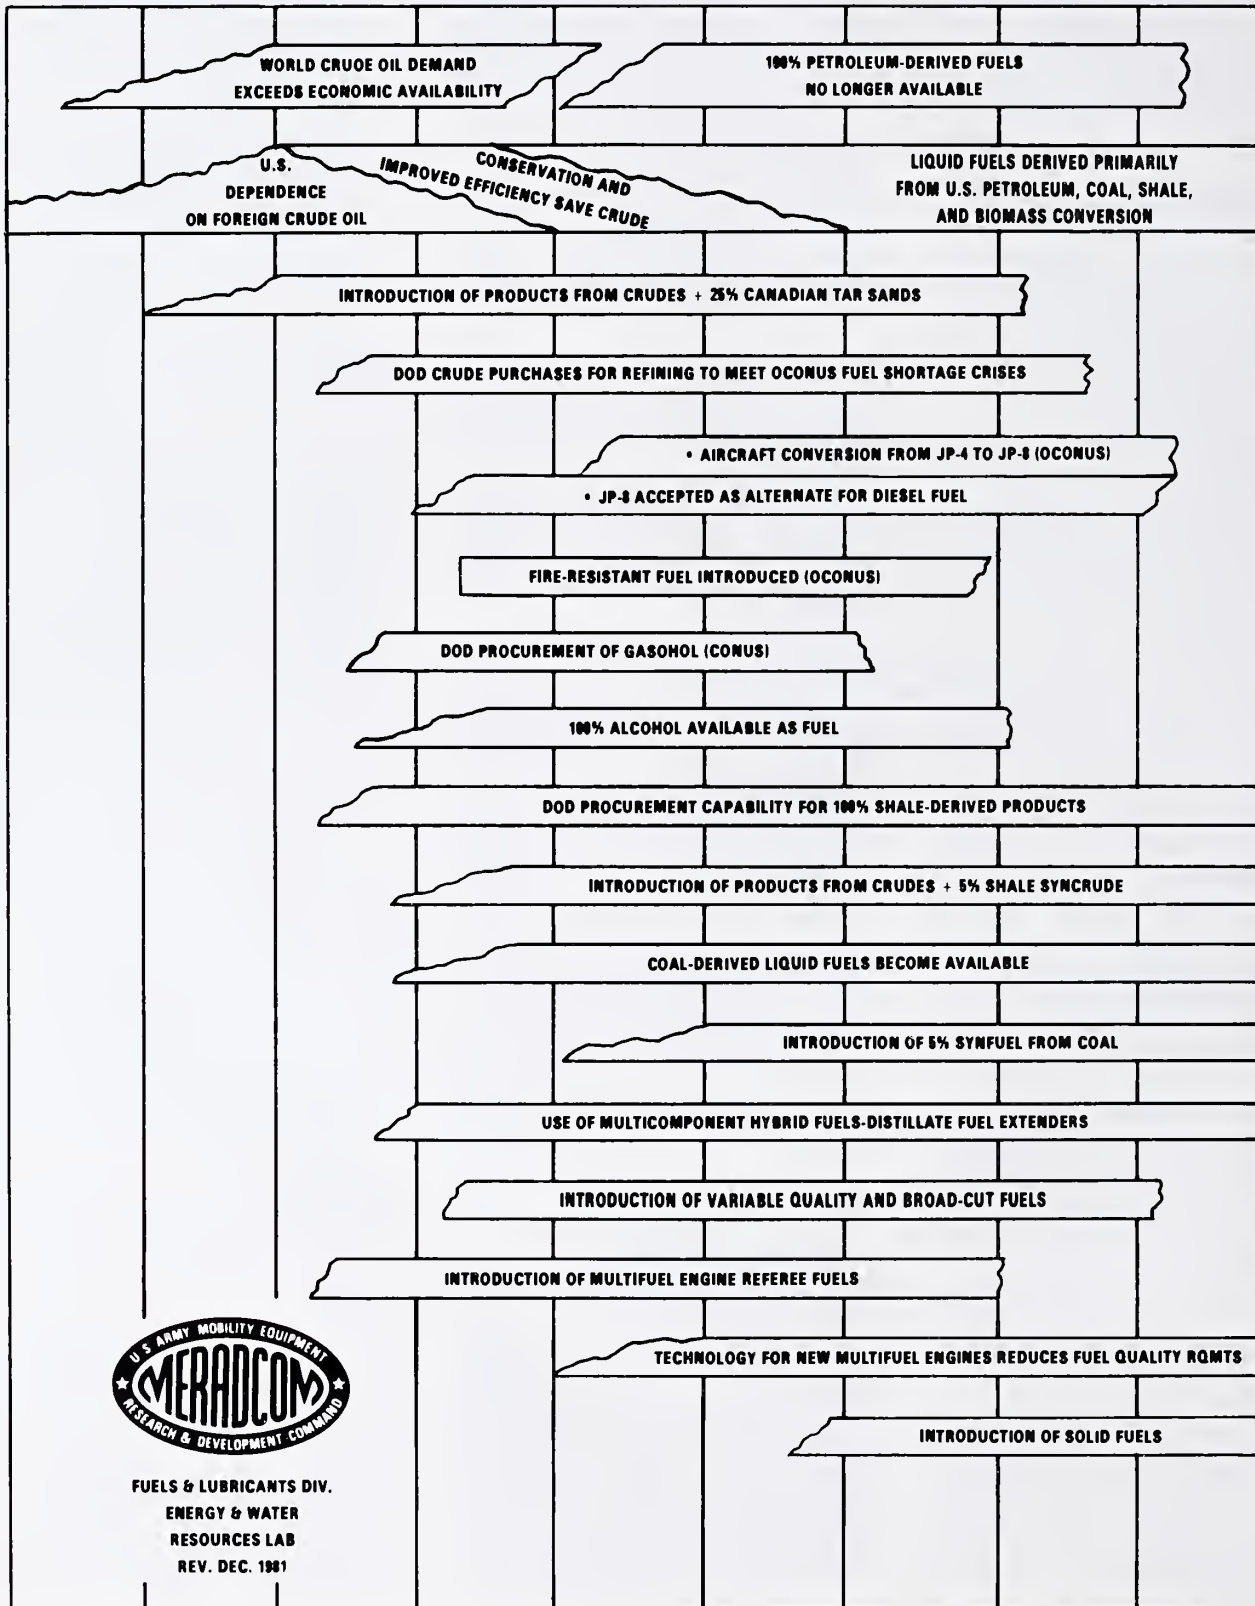 WORLD CRUOE OIL DEMAND
EXCEEDS ECONOMIC AVAILABILITY
100% PETROLEUM-DERIVED FUELS
NO LONGER AVAILABLE
U.S.
DEPENDENCE
ON FOREIGN CRUDE OIL
CONSERVATION AND
IMPROVED EFFICIENCY SAVE CRUDE
LIQUID FUELS DERIVED PRIMARILY
FROM U.S. PETROLEUM, COAL, SHALE,
AND BIOMASS CONVERSION
INTRODUCTION OF PRODUCTS FROM CRUDES + 25% CANADIAN TAR SANDS
DOD CRUDE PURCHASES FOR REFINING TO MEET OCONUS FUEL SHORTAGE CRISES
• AIRCRAFT CONVERSION FROM JP-4 TO JP-8 (OCONUS)
• JP-8 ACCEPTED AS ALTERNATE FOR DIESEL FUEL
FIRE-RESISTANT FUEL INTRODUCED (OCONUS)
DOD PROCUREMENT OF GASOHOL (CONUS)
100% ALCOHOL AVAILABLE AS FUEL
DOD PROCUREMENT CAPABILITY FOR 100% SHALE-DERIVED PRODUCTS
INTRODUCTION OF PRODUCTS FROM CRUDES + 5% SHALE SYNCRUDE
COAL-DERIVED LIQUID FUELS BECOME AVAILABLE
INTRODUCTION OF 5% SYNFUEL FROM COAL
USE OF MULTICOMPONENT HYBRID FUELS-DISTILLATE FUEL EXTENDERS
INTRODUCTION OF VARIABLE QUALITY AND BROAD-CUT FUELS
INTRODUCTION OF MULTIFUEL ENGINE REFEREE FUELS
TECHNOLOGY FOR NEW MULTIFUEL ENGINES REDUCES FUEL QUALITY RQMTS
INTRODUCTION OF SOLID FUELS
U S ARMY MOBILITY EQUIPMENT
MERADCOM
RESEARCH & DEVELOPMENT COMMAND
FUELS & LUBRICANTS DIV.
ENERGY & WATER
RESOURCES LAB
REV. DEC. 1981